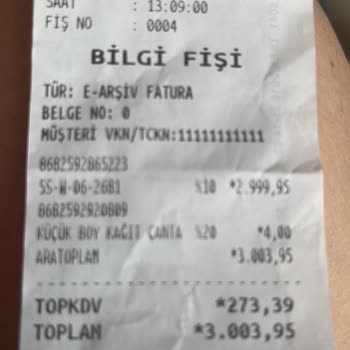 SAAT : 13:09:00
FİŞ NO : 0004
BİLGİ FİŞİ
TÜR: E-ARŞİV FATURA
BELGE NO: 0
MÜŞTERİ VKN/TCKN:11111111111
8682592865223
SS-W-06-2681 %10 *2.999,95
8682592920809
KÜÇÜK BOY KAĞIT ÇANTA %20 *4,00
ARATOPLAM *3.003,95
TOPKDV *273,39
TOPLAM *3.003,95